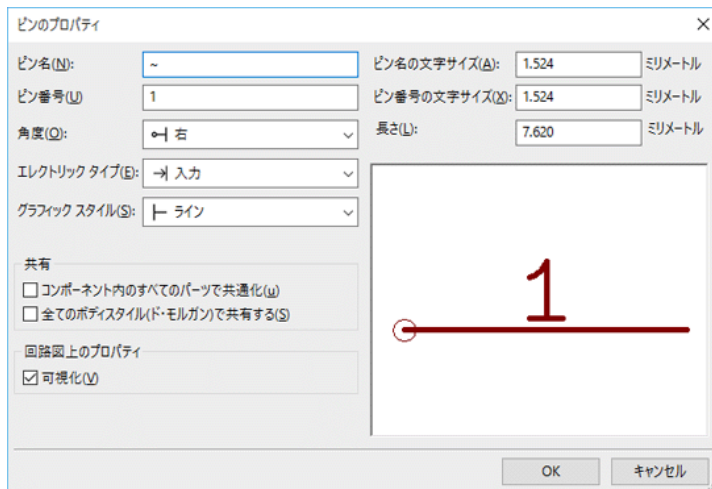 ピンのプロパティ
ピン名(N): ~
ピン番号(U) 1
角度(O): 右
エレクトリック タイプ(E): 入力
グラフィック スタイル(S): ライン
ピン名の文字サイズ(A): 1.524 ミリメートル
ピン番号の文字サイズ(X): 1.524 ミリメートル
長さ(L): 7.620 ミリメートル
共有
コンポーネント内のすべてのパーツで共通化(u)
全てのボディスタイル(ド・モルガン)で共有する(S)
回路図上のプロパティ
可視化(V)
1
OK キャンセル